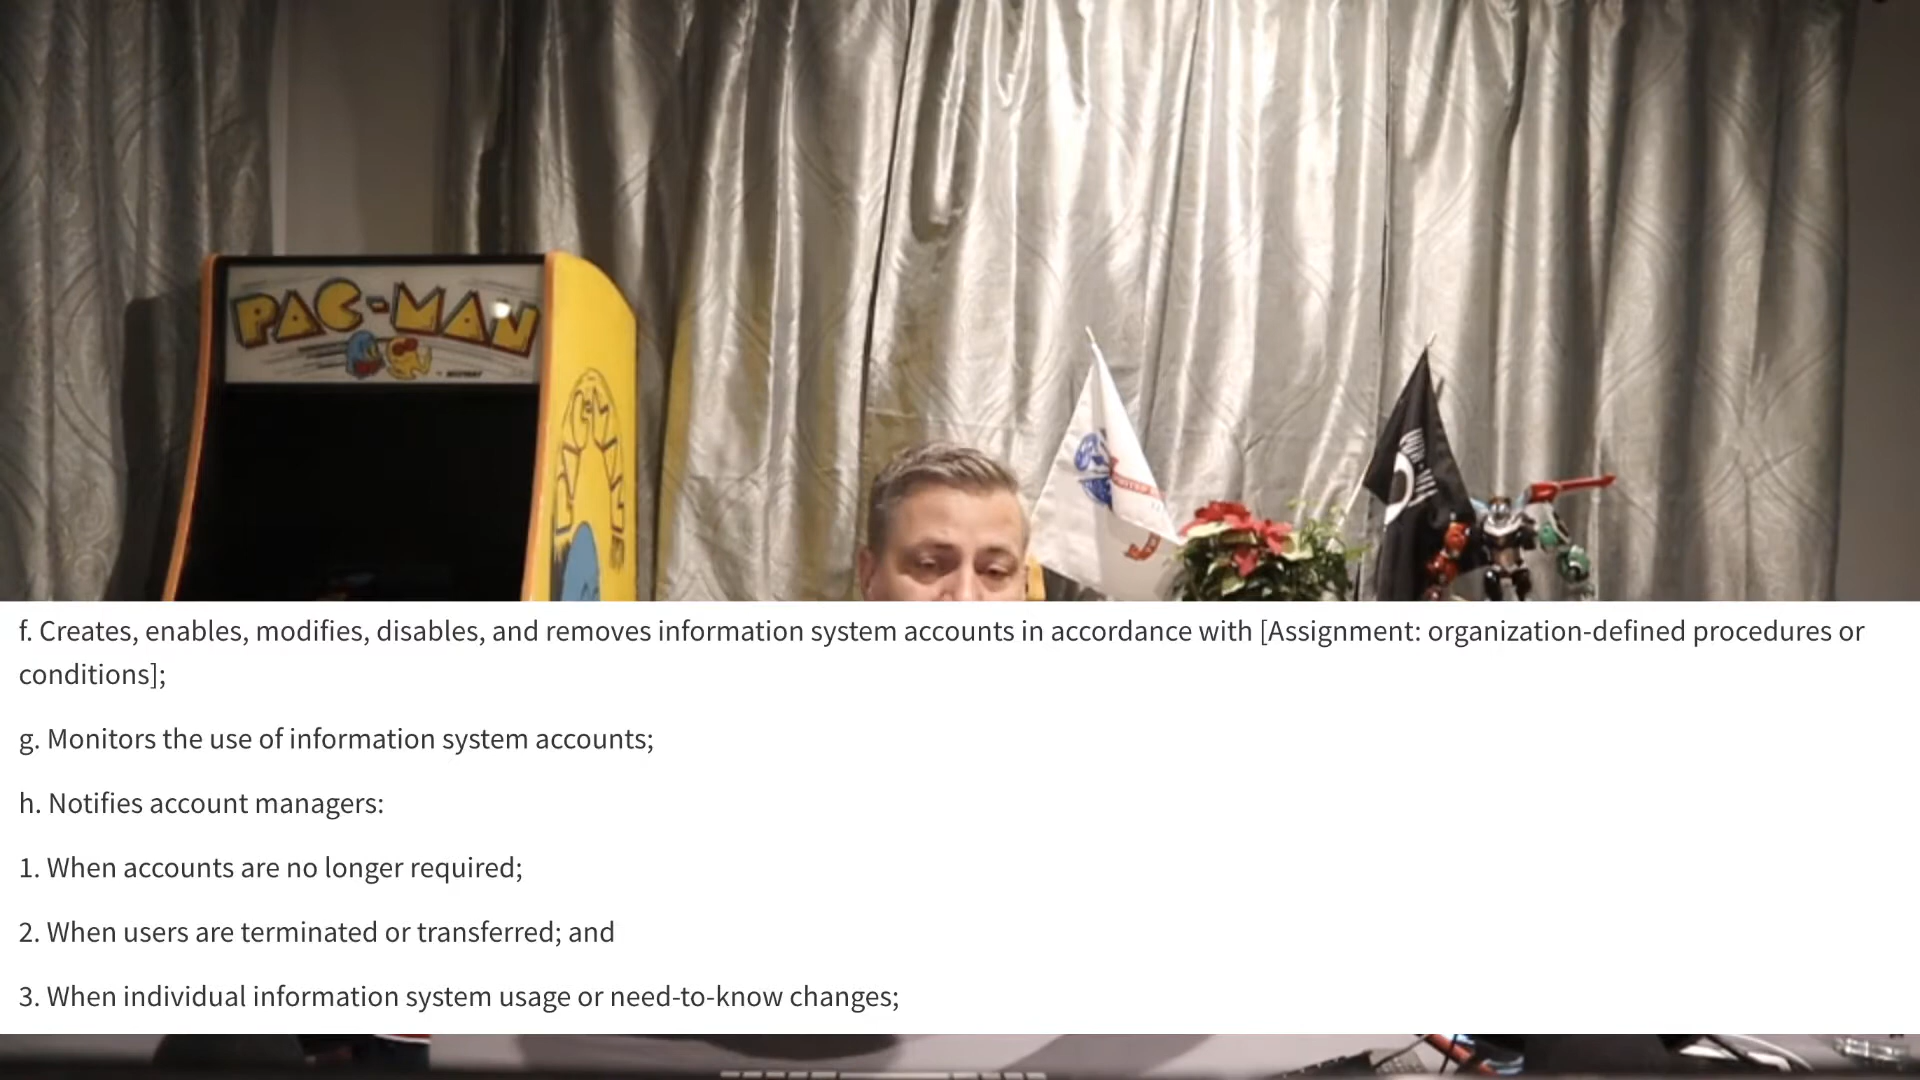 PAC-MAN
f. Creates, enables, modifies, disables, and removes information system accounts in accordance with [Assignment: organization-defined procedures or
conditions];
g. Monitors the use of information system accounts;
h. Notifies account managers:
1. When accounts are no longer required;
2. When users are terminated or transferred; and
3. When individual information system usage or need-to-know changes;